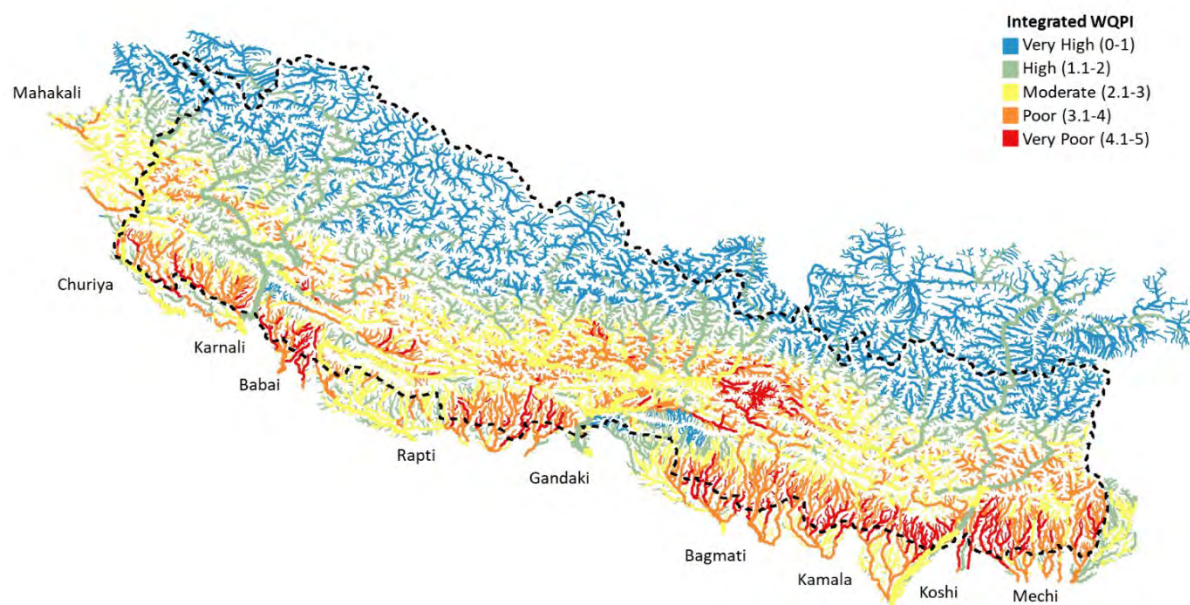 Integrated WQPI
Very High (0-1)
High (1.1-2)
Moderate (2.1-3)
Poor (3.1-4)
Very Poor (4.1-5)
Mahakali
Churiya
Karnali
Babai
Rapti
Gandaki
Bagmati
Kamala
Koshi
Mechi